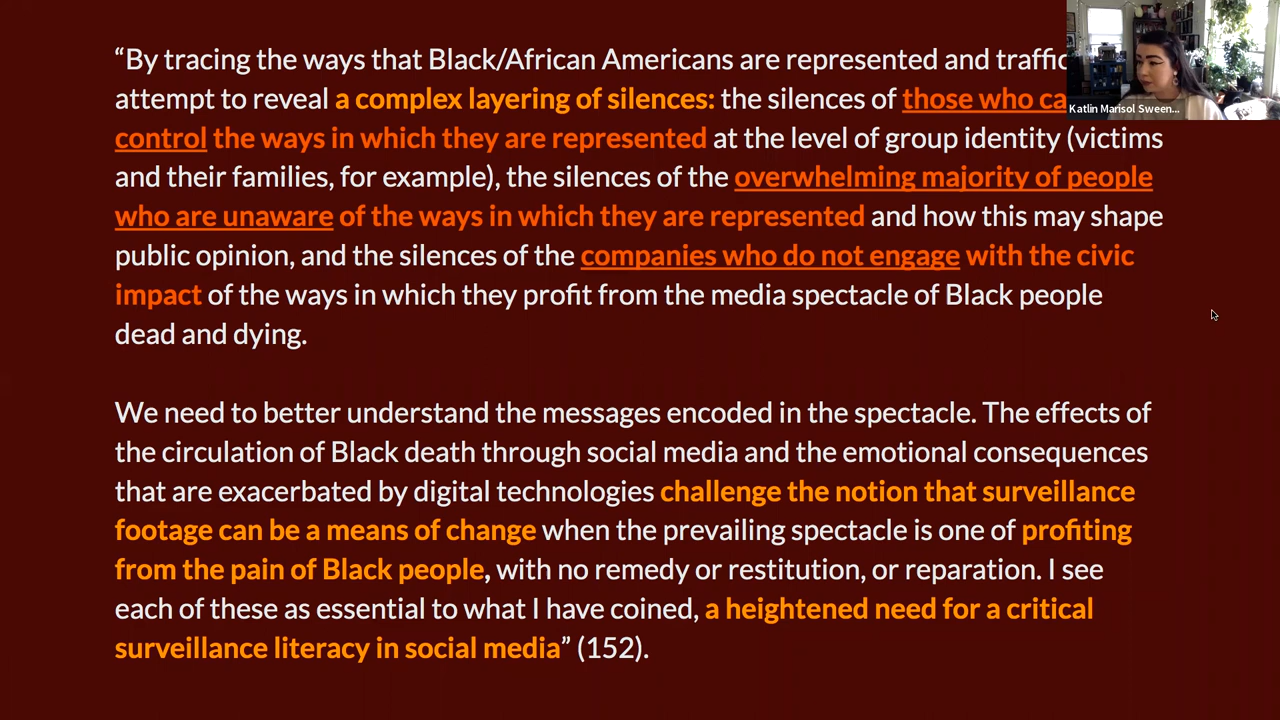 “By tracing the ways that Black/African Americans are represented and traffic
attempt to reveal a complex layering of silences: the silences of those who ca
Katlin Marisol Sween...
control the ways in which they are represented at the level of group identity (victims
and their families, for example), the silences of the overwhelming majority of people
who are unaware of the ways in which they are represented and how this may shape
public opinion, and the silences of the companies who do not engage with the civic
impact of the ways in which they profit from the media spectacle of Black people
dead and dying.
We need to better understand the messages encoded in the spectacle. The effects of
the circulation of Black death through social media and the emotional consequences
that are exacerbated by digital technologies challenge the notion that surveillance
footage can be a means of change when the prevailing spectacle is one of profiting
from the pain of Black people, with no remedy or restitution, or reparation. I see
each of these as essential to what I have coined, a heightened need for a critical
surveillance literacy in social media” (152).